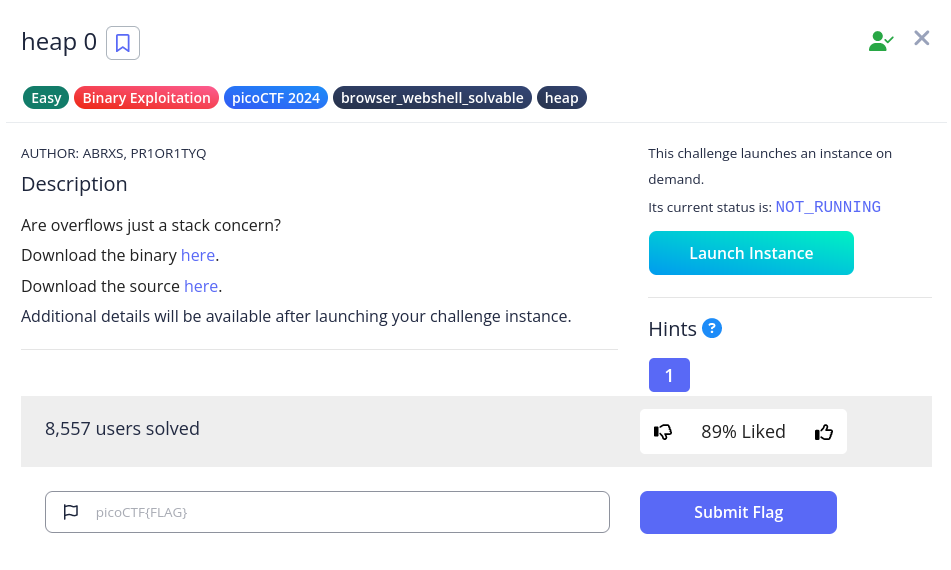 heap 0
Easy Binary Exploitation picoCTF 2024 browser_webshell_solvable heap
AUTHOR: ABRXS, PR1OR1TYQ
Description
Are overflows just a stack concern?
Download the binary here.
Download the source here.
Additional details will be available after launching your challenge instance.
This challenge launches an instance on
demand.
Its current status is: NOT_RUNNING
Launch Instance
Hints ?
1
8,557 users solved
89% Liked
picoCTF{FLAG}
Submit Flag